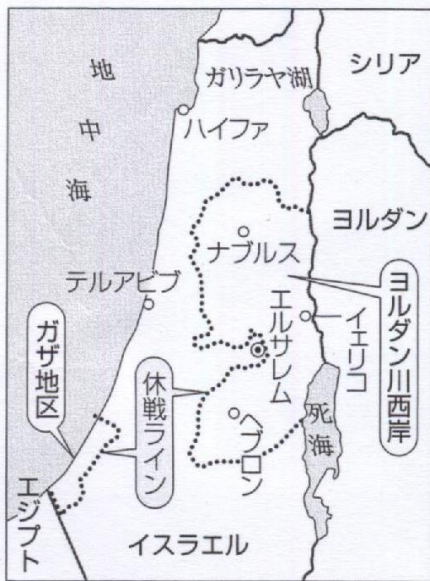 地中海
ガリラヤ湖
シリア
ハイファ
ヨルダン
ナブルス
テルアビブ
ヨルダン川西岸
エルサレム
イェリコ
ガザ地区
休戦ライン
ヘブロン
死海
エジプト
イスラエル